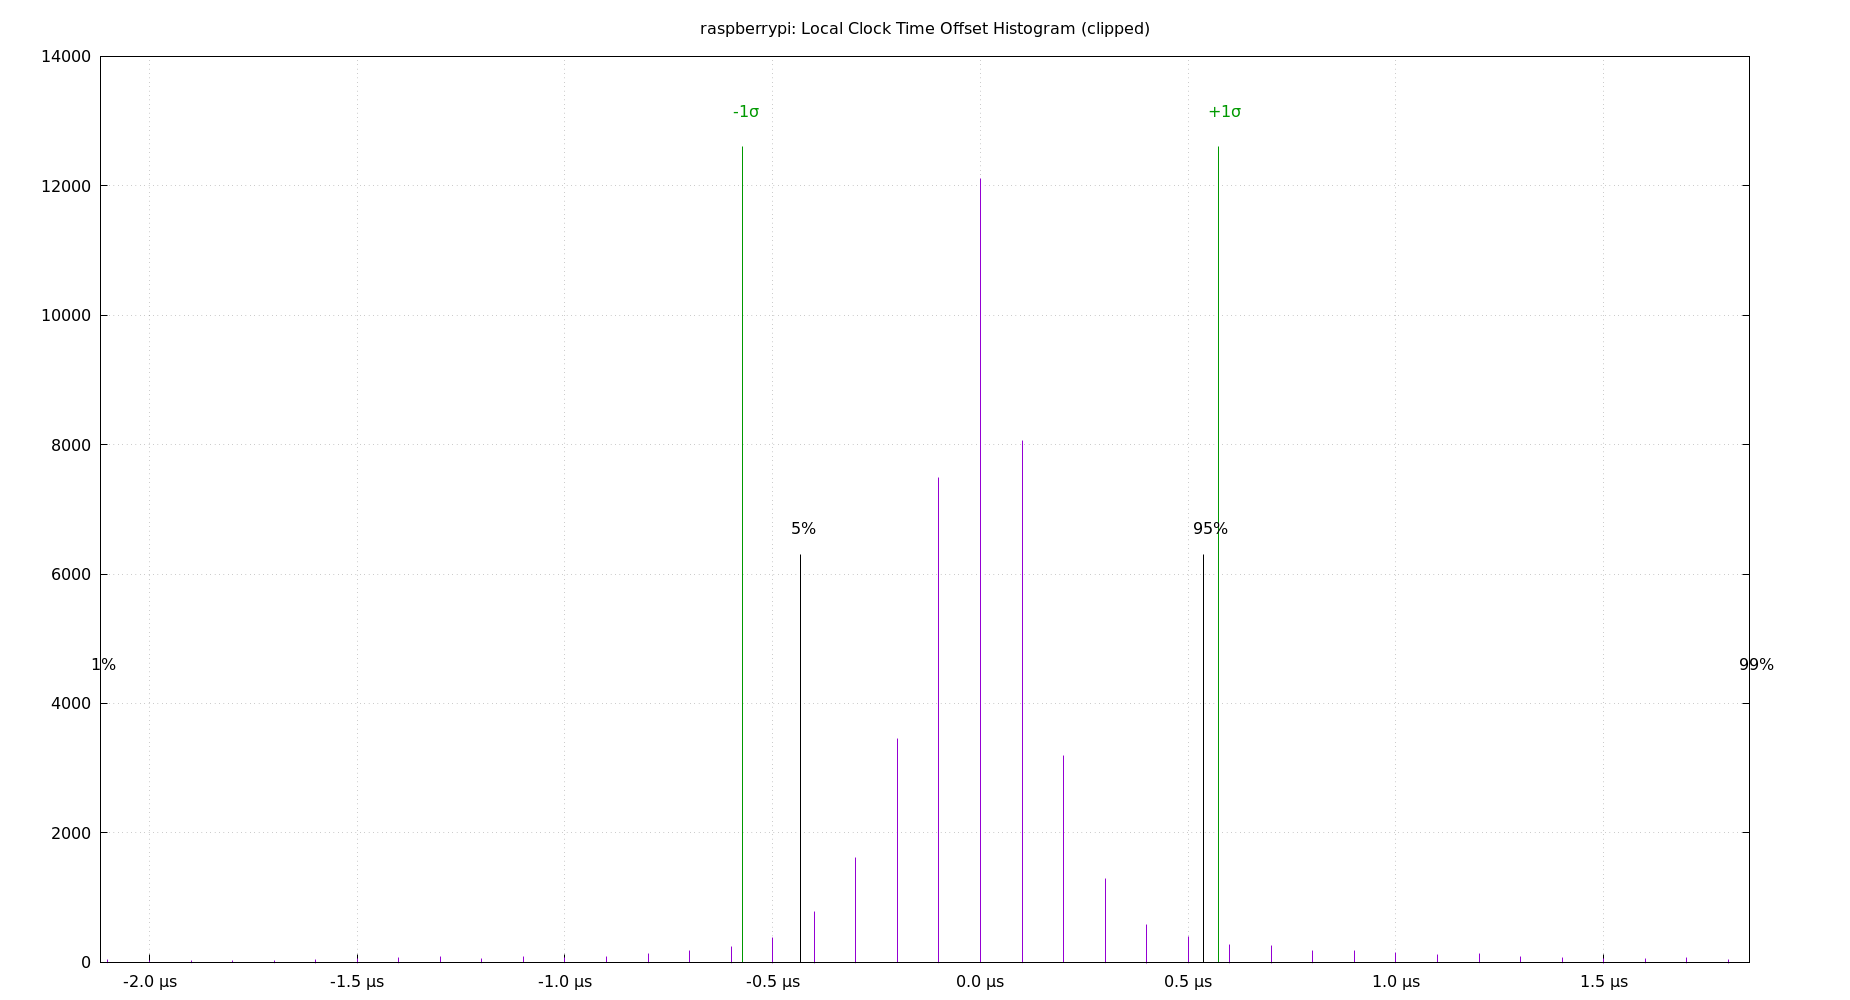 raspberrypi: Local Clock Time Offset Histogram (clipped)
14000
-1σ
+1σ
12000
10000
8000
5%
95%
6000
1%
99%
4000
2000
0
-2.0 μs
-1.5 μs
-1.0 μs
-0.5 μs
0.0 μs
0.5 μs
1.0 μs
1.5 μs